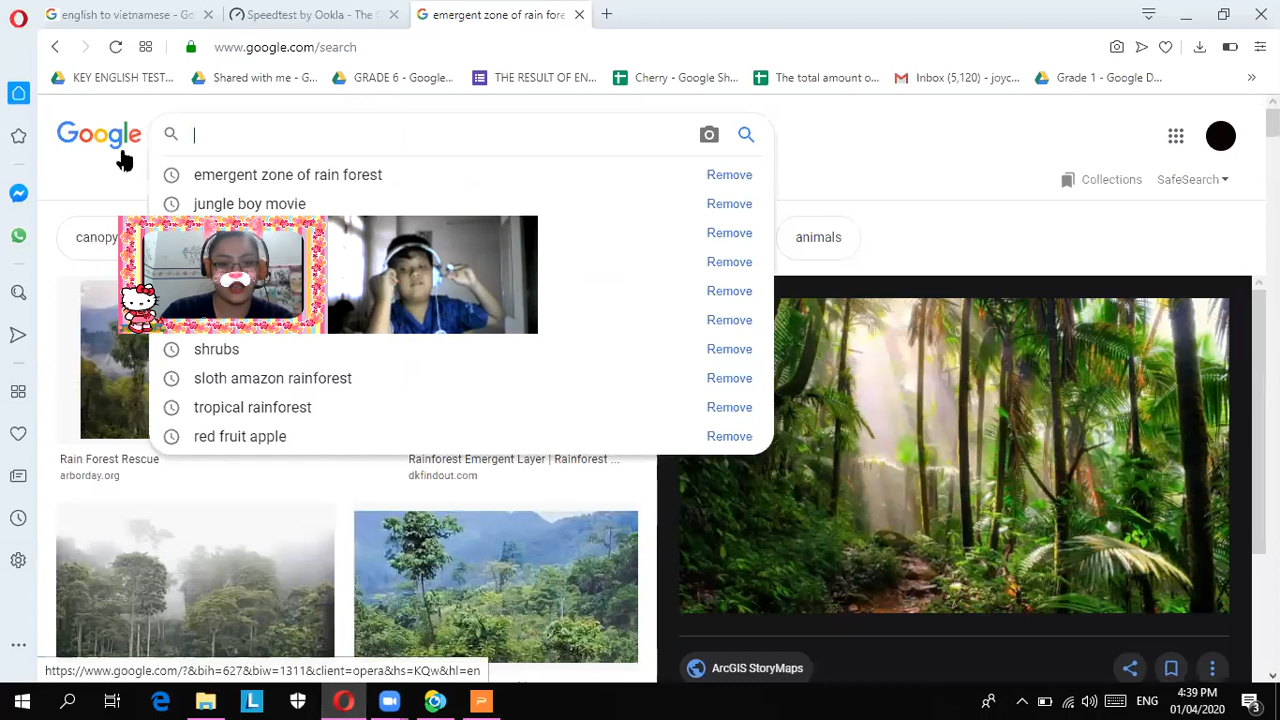 english to vietnamese - Go
Speedtest by Ookla - The G
emergent zone of rain fore
www.google.com/search
KEY ENGLISH TEST...
Shared with me - G...
GRADE 6 - Google...
THE RESULT OF EN...
Cherry - Google Sh...
The total amount o...
Inbox (5,120) - joyc...
Grade 1 - Google D...
Google
emergent zone of rain forest Remove
jungle boy movie Remove
Remove
Remove
Remove
Remove
shrubs Remove
sloth amazon rainforest Remove
tropical rainforest Remove
red fruit apple Remove
Collections SafeSearch
canopy
animals
Rain Forest Rescue
arborday.org
Rainforest Emergent Layer | Rainforest ...
dkfindout.com
ArcGIS StoryMaps
https://www.google.com/?&bih=627&biw=1311&client=opera&hs=KQw&hl=en
ENG
4:39 PM
01/04/2020
3